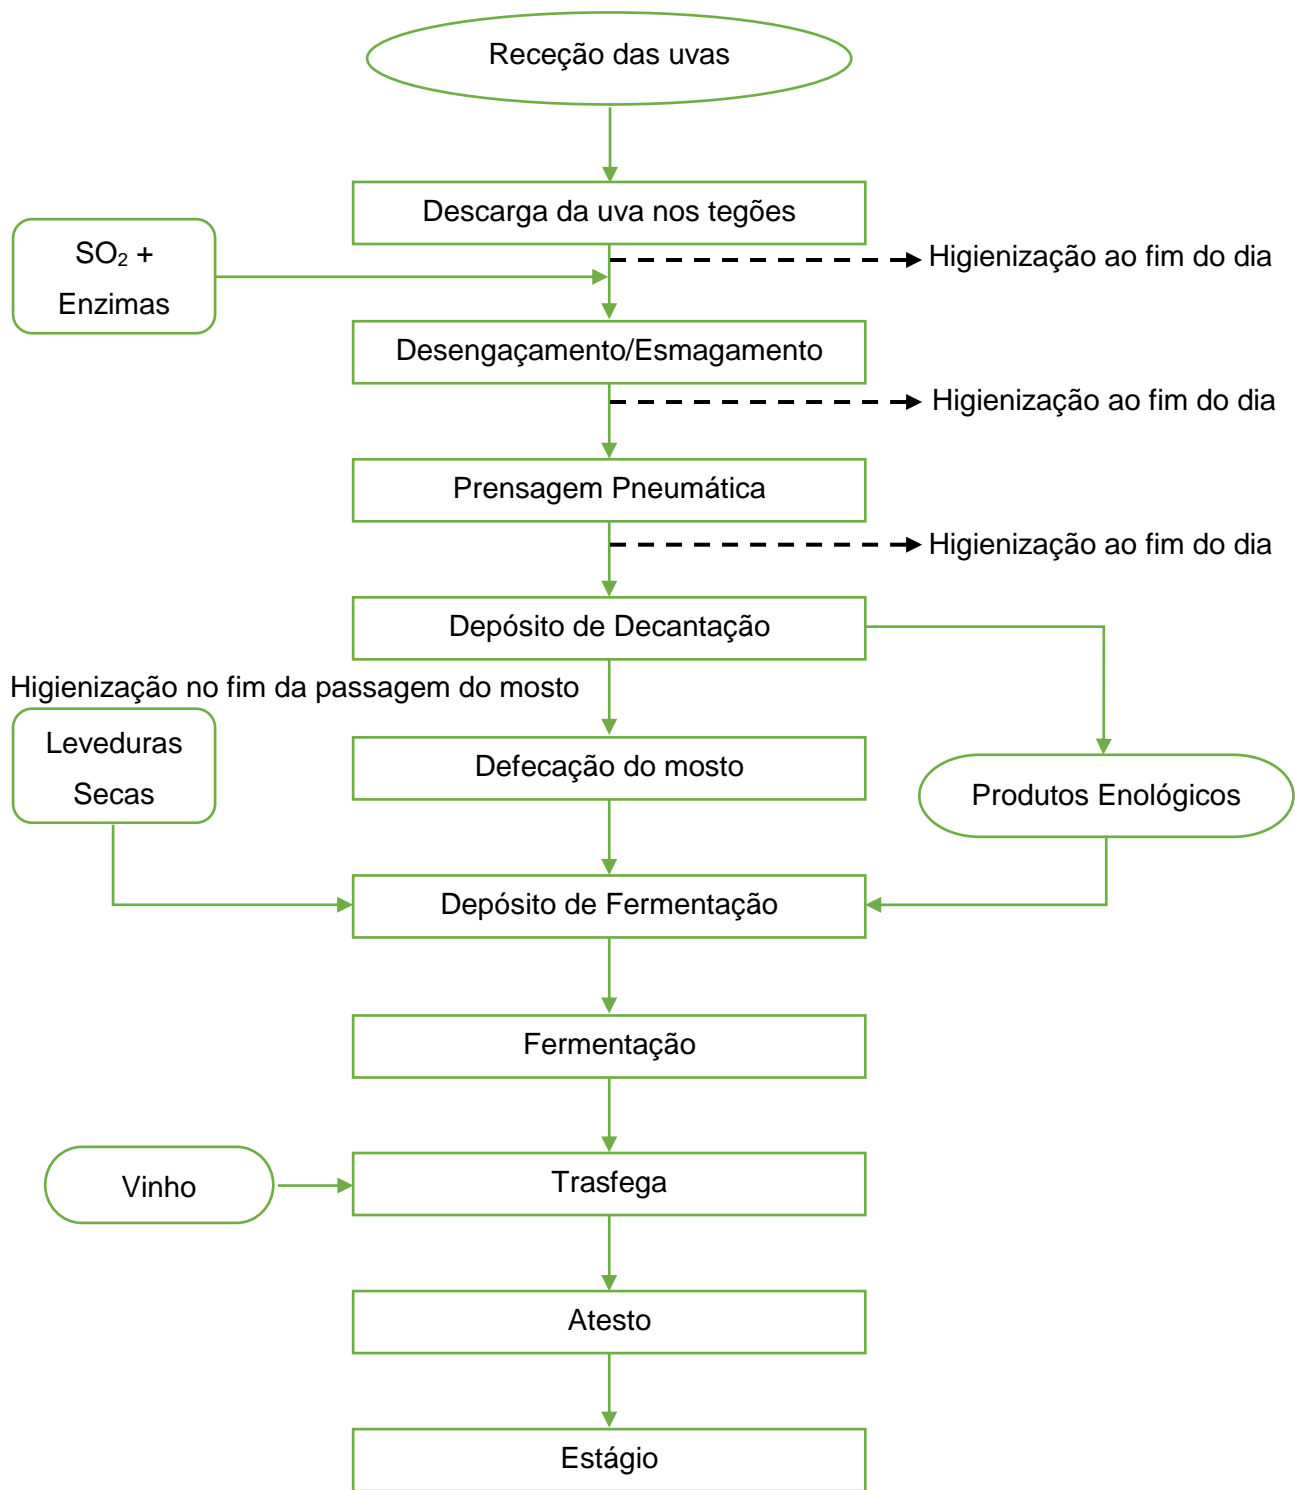 Receção das uvas
Descarga da uva nos tegões
SO₂ +
Enzimas
Higienização ao fim do dia
Desengaçamento/Esmagamento
Higienização ao fim do dia
Prensagem Pneumática
Higienização ao fim do dia
Depósito de Decantação
Higienização no fim da passagem do mosto
Leveduras
Secas
Defecação do mosto
Produtos Enológicos
Depósito de Fermentação
Fermentação
Vinho
Trasfega
Atesto
Estágio